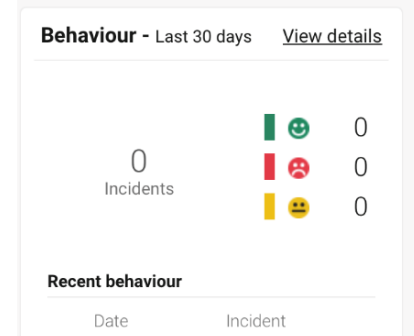 Behaviour - Last 30 days View details
0
0
Incidents
0
0
Recent behaviour
Date Incident